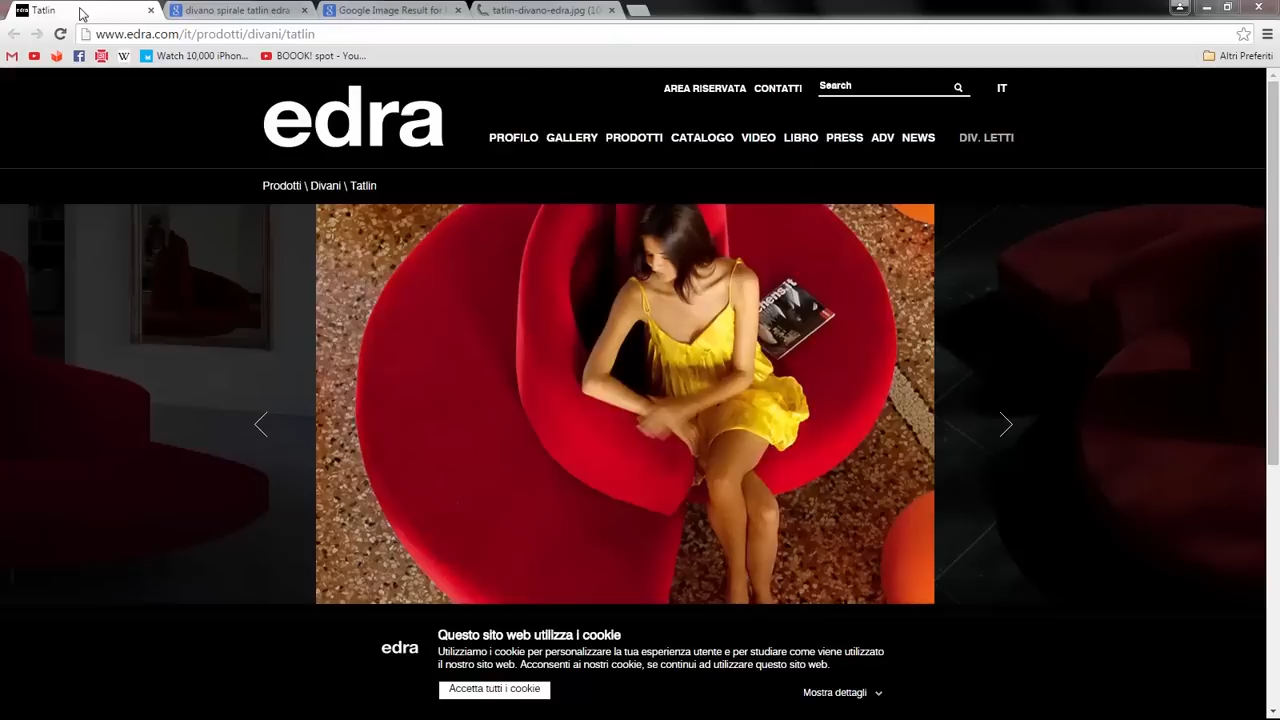 edra Tatlin
divano spirale tatlin edra
Google Image Result for
tatlin-divano-edra.jpg (10
www.edra.com/it/prodotti/divani/tatlin
Watch 10,000 iPhon...
BOOOK! spot - You...
Altri Preferiti
AREA RISERVATA CONTATTI Search IT
edra
PROFILO GALLERY PRODOTTI CATALOGO VIDEO LIBRO PRESS ADV NEWS DIV. LETTI
Prodotti \ Divani \ Tatlin
edra
Questo sito web utilizza i cookie
Utilizziamo i cookie per personalizzare la tua esperienza utente e per studiare come viene utilizzato
il nostro sito web. Acconsenti ai nostri cookie, se continui ad utilizzare questo sito web.
Accetta tutti i cookie
Mostra dettagli